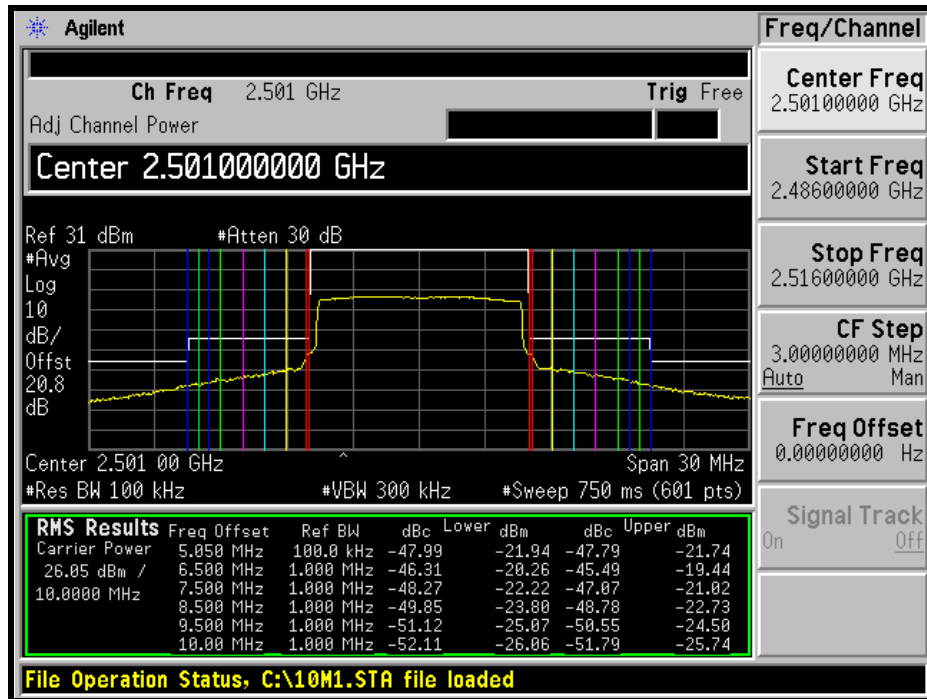 Agilent
Freq/Channel
Ch Freq 2.501 GHz Trig Free
Adj Channel Power
Center 2.501000000 GHz
Ref 31 dBm #Atten 30 dB
#Avg
Log
10
dB/
Offst
20.8
dB
Center 2.501 00 GHz ^ Span 30 MHz
#Res BW 100 kHz #VBW 300 kHz #Sweep 750 ms (601 pts)
RMS Results Freq Offset Ref BW dBc Lower dBm dBc Upper dBm
Carrier Power 5.050 MHz 100.0 kHz -47.99 -21.94 -47.79 -21.74
26.05 dBm / 6.500 MHz 1.000 MHz -46.31 -20.26 -45.49 -19.44
10.0000 MHz 7.500 MHz 1.000 MHz -48.27 -22.22 -47.07 -21.02
8.500 MHz 1.000 MHz -49.85 -23.80 -48.78 -22.73
9.500 MHz 1.000 MHz -51.12 -25.07 -50.55 -24.50
10.00 MHz 1.000 MHz -52.11 -26.06 -51.79 -25.74
File Operation Status, C:\10M1.STA file loaded
Center Freq
2.50100000 GHz
Start Freq
2.48600000 GHz
Stop Freq
2.51600000 GHz
CF Step
3.00000000 MHz
Auto Man
Freq Offset
0.00000000 Hz
Signal Track
On Off